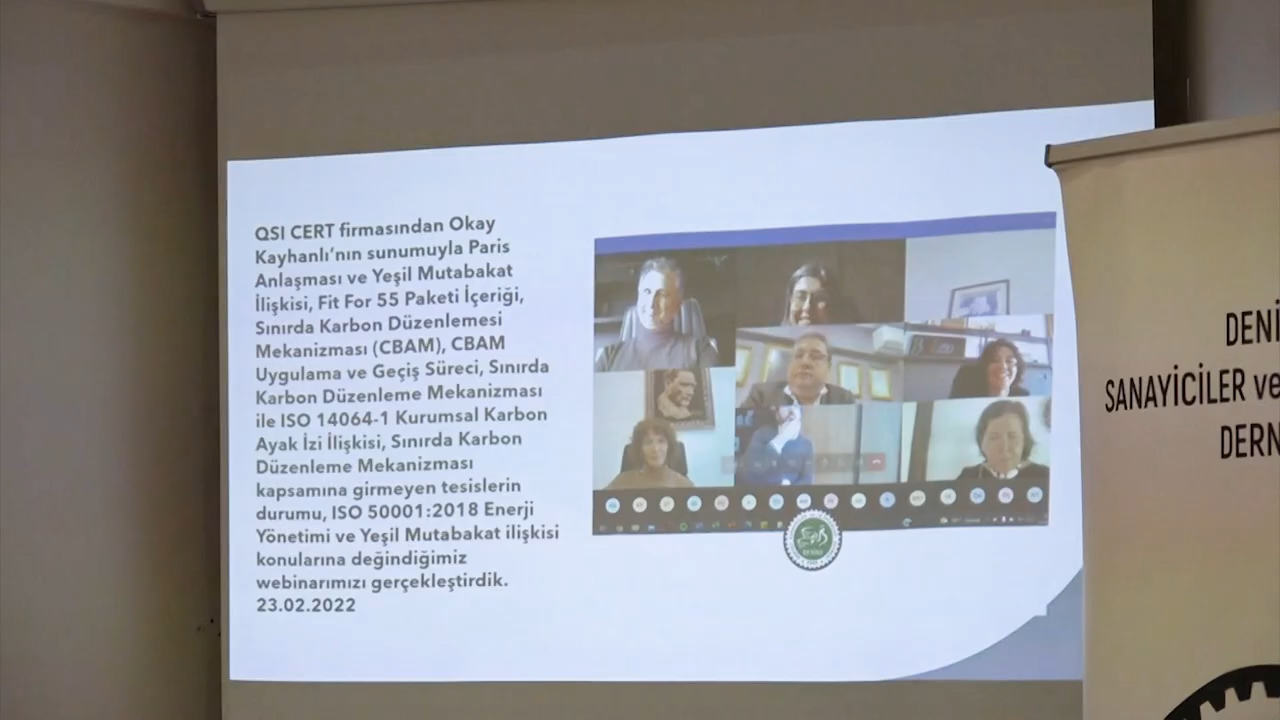 QSI CERT firmasından Okay
Kayhanlı'nın sunumuyla Paris
Anlaşması ve Yeşil Mutabakat
İlişkisi, Fit For 55 Paketi İçeriği,
Sınırda Karbon Düzenlemesi
Mekanizması (CBAM), CBAM
Uygulama ve Geçiş Süreci, Sınırda
Karbon Düzenleme Mekanizması
ile ISO 14064-1 Kurumsal Karbon
Ayak İzi İlişkisi, Sınırda Karbon
Düzenleme Mekanizması
kapsamına girmeyen tesislerin
durumu, ISO 50001:2018 Enerji
Yönetimi ve Yeşil Mutabakat ilişkisi
konularına değindiğimiz
webinarımızı gerçekleştirdik.
23.02.2022
DENİ
SANAYİCİLER ve
DERN